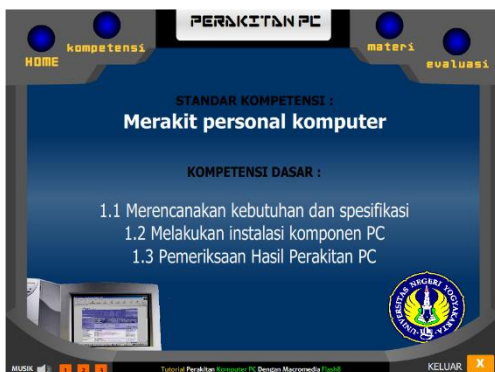 PERAKITAN PC
HOME
kompetensi
materi
evaluasi
STANDAR KOMPETENSI :
Merakit personal komputer
KOMPETENSI DASAR :
1.1 Merencanakan kebutuhan dan spesifikasi
1.2 Melakukan instalasi komponen PC
1.3 Pemeriksaan Hasil Perakitan PC
UNIVERSITAS NEGERI YOGYAKARTA
MUSIK 1 2 3
Tutorial Perakitan Komputer PC Dengan Macromedia Flash8
KELUAR X